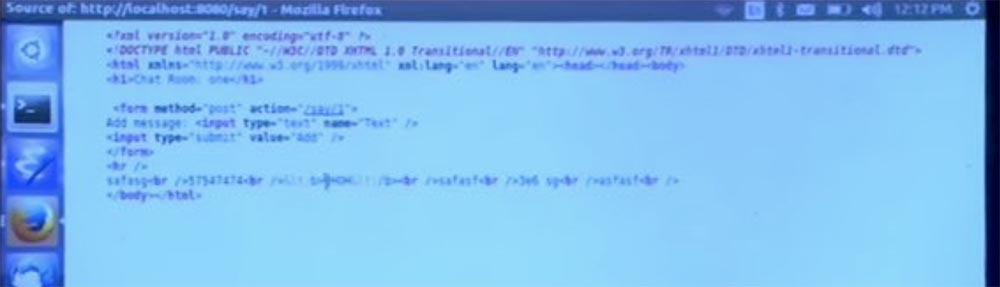 Source of: http://localhost:8080/say/1 - Mozilla Firefox
12:12 PM
<?xml version="1.0" encoding="utf-8" ?>
<!DOCTYPE html PUBLIC "-//W3C//DTD XHTML 1.0 Transitional//EN" "http://www.w3.org/TR/xhtml1/DTD/xhtml1-transitional.dtd">
<html xmlns="http://www.w3.org/1999/xhtml" xml:lang="en" lang="en"><head></head><body>
<h1>Chat Room: one</h1>
<form method="post" action="/say/1">
Add message: <input type="text" name="Text" />
<input type="submit" value="Add" />
</form>
<hr />
safasg<br />57547474<br />/b><br />safasf<br />3e6 sg<br />asfasf<br />
</body></html>